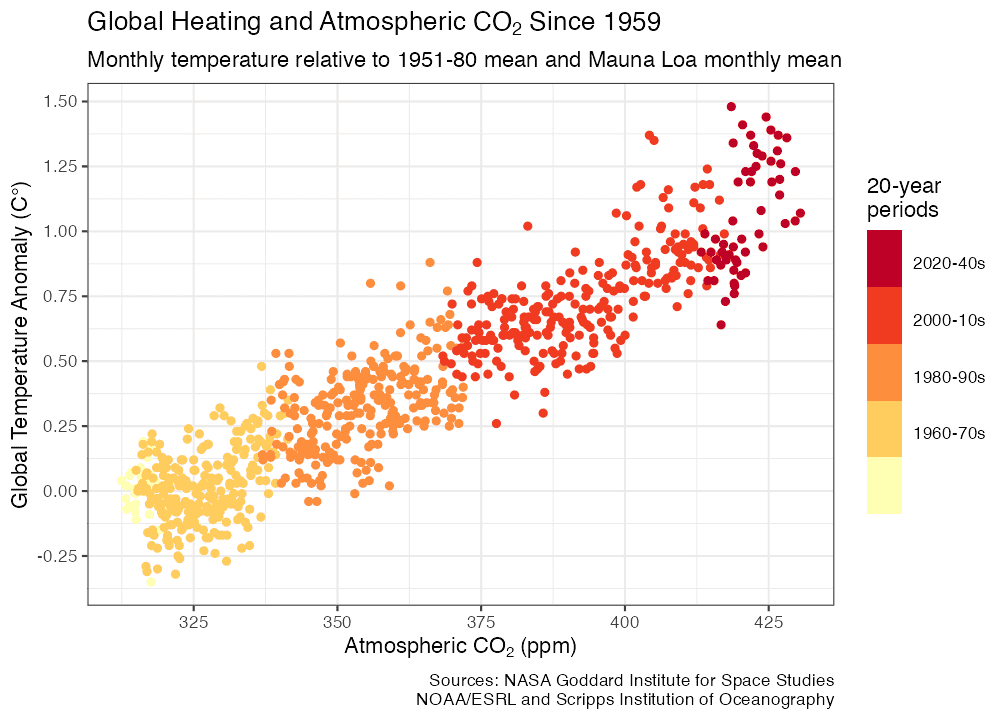 Global Heating and Atmospheric CO₂ Since 1959
Monthly temperature relative to 1951-80 mean and Mauna Loa monthly mean
1.50
1.25
1.00
0.75
0.50
0.25
0.00
-0.25
Global Temperature Anomaly (C°)
325 350 375 400 425
Atmospheric CO₂ (ppm)
20-year
periods
2020-40s
2000-10s
1980-90s
1960-70s
Sources: NASA Goddard Institute for Space Studies
NOAA/ESRL and Scripps Institution of Oceanography